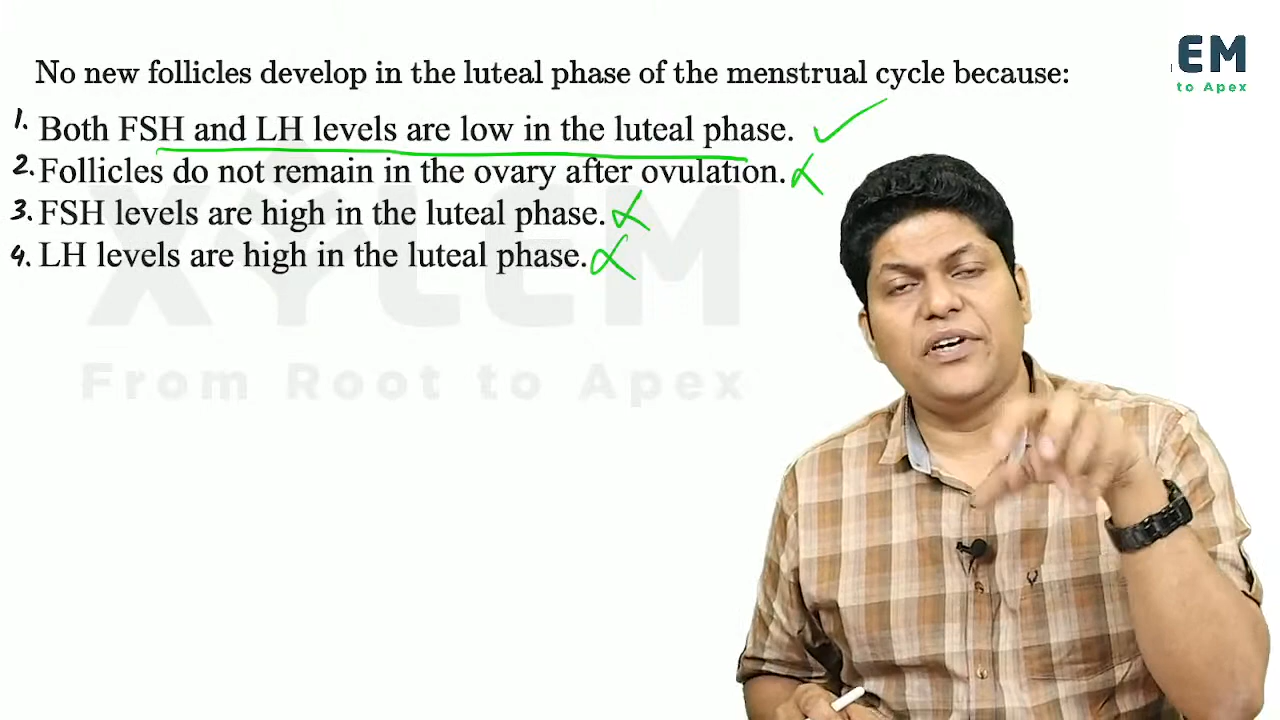 EM
to Apex
No new follicles develop in the luteal phase of the menstrual cycle because:
1. Both FSH and LH levels are low in the luteal phase.
2. Follicles do not remain in the ovary after ovulation.
3. FSH levels are high in the luteal phase.
4. LH levels are high in the luteal phase.
XYLEM
From Root to Apex